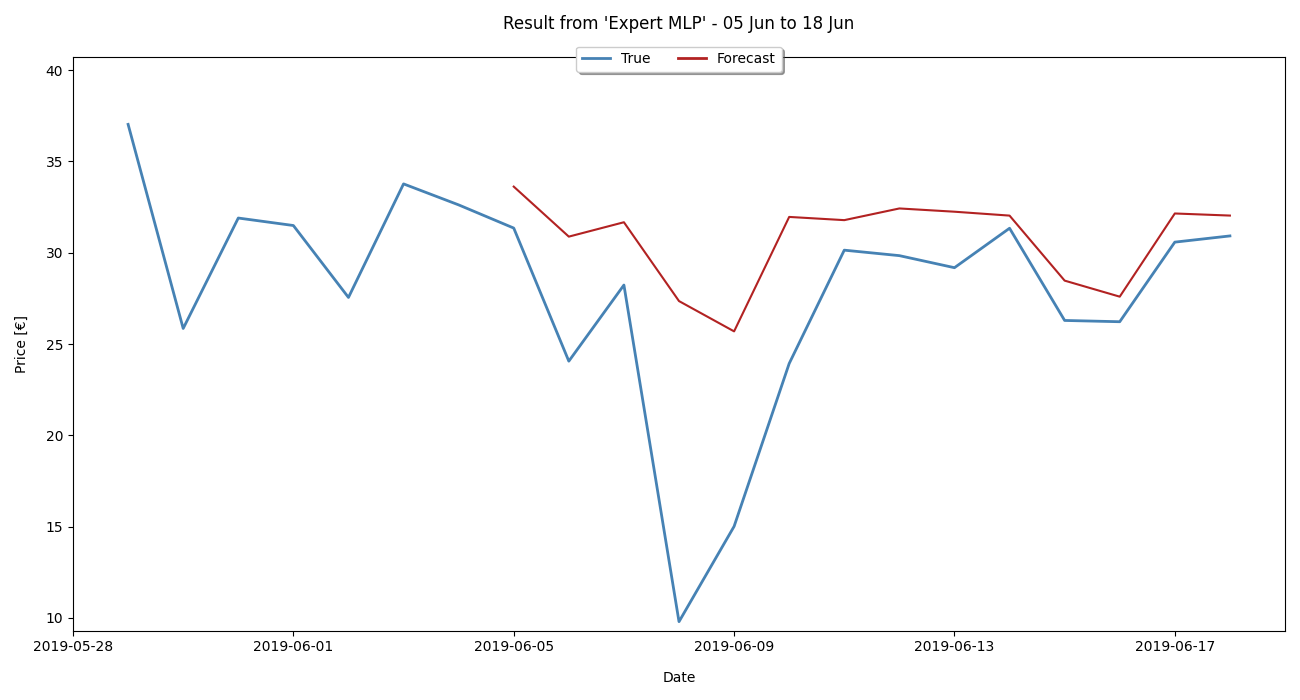 Result from 'Expert MLP' - 05 Jun to 18 Jun
True Forecast
40
35
30
25
20
15
10
Price [€]
2019-05-28 2019-06-01 2019-06-05 2019-06-09 2019-06-13 2019-06-17
Date